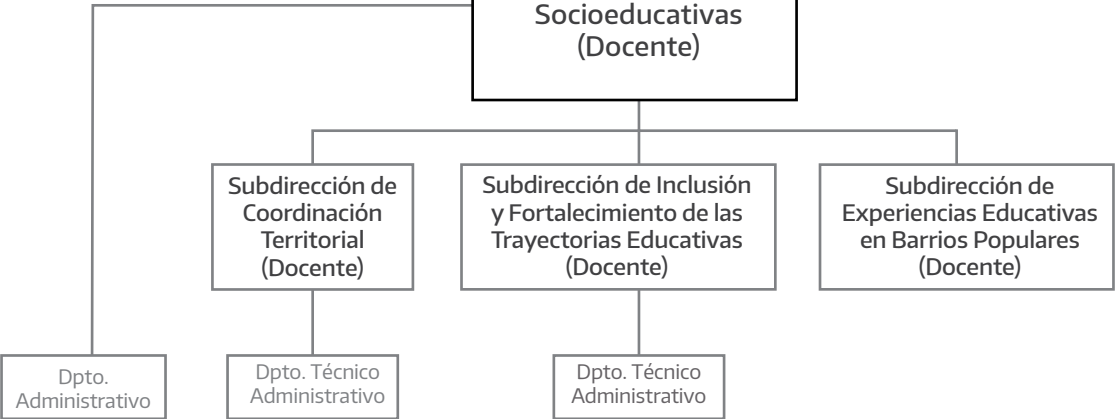 Socioeducativas
(Docente)
Subdirección de
Coordinación
Territorial
(Docente)
Subdirección de Inclusión
y Fortalecimiento de las
Trayectorias Educativas
(Docente)
Subdirección de
Experiencias Educativas
en Barrios Populares
(Docente)
Dpto.
Administrativo
Dpto. Técnico
Administrativo
Dpto. Técnico
Administrativo